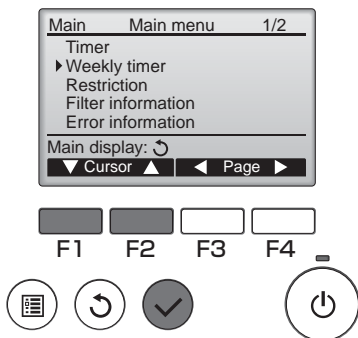 Main Main menu 1/2
Timer
Weekly timer
Restriction
Filter information
Error information
Main display:
Cursor Page
F1 F2 F3 F4